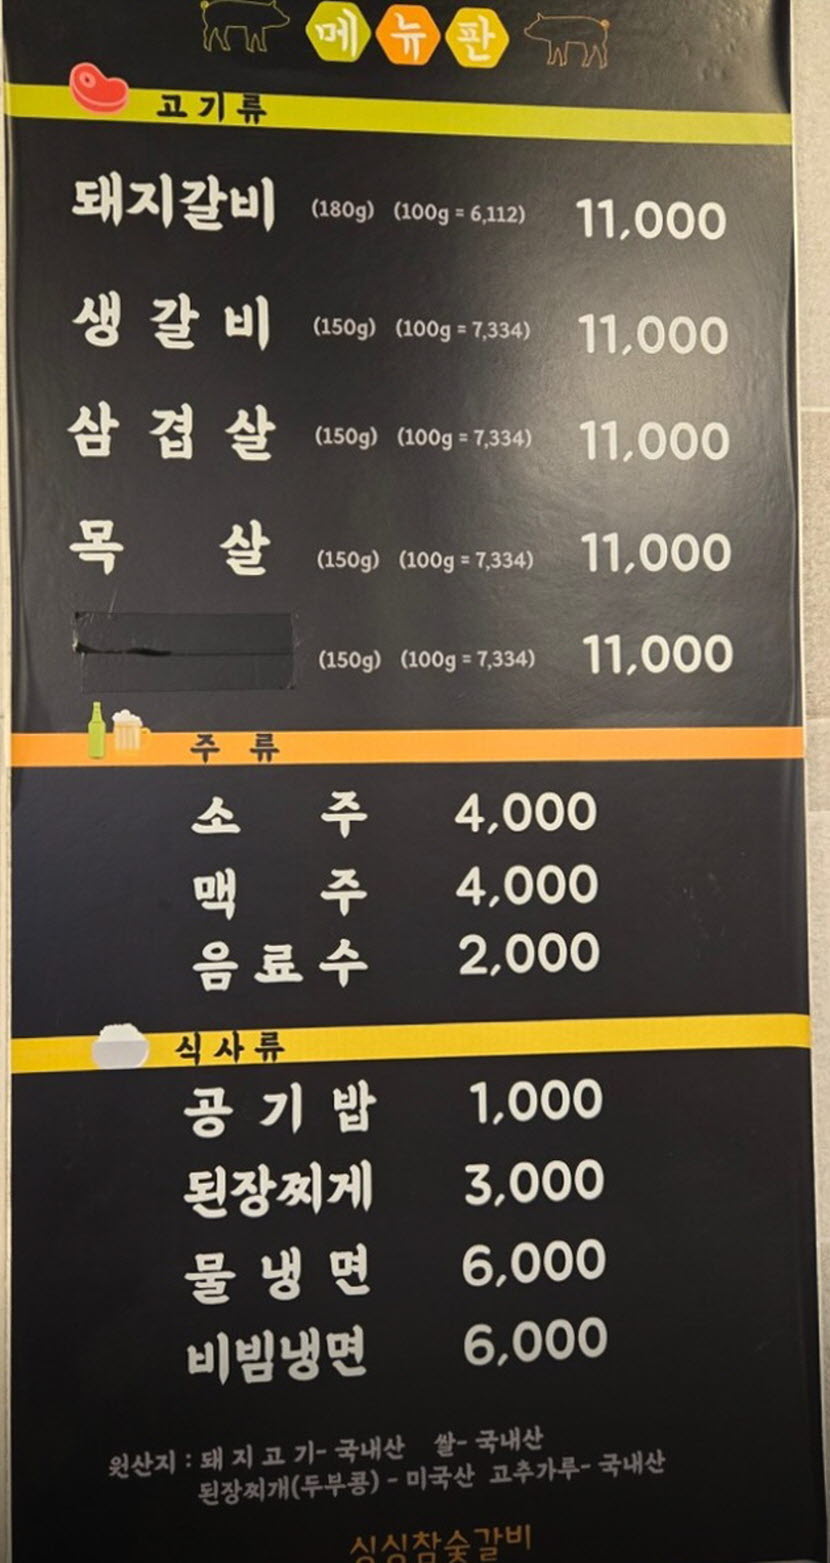 메뉴판
고기류
돼지갈비 (180g) (100g = 6,112) 11,000
생갈비 (150g) (100g = 7,334) 11,000
삼겹살 (150g) (100g = 7,334) 11,000
목살 (150g) (100g = 7,334) 11,000
(150g) (100g = 7,334) 11,000
주류
소주 4,000
맥주 4,000
음료수 2,000
식사류
공기밥 1,000
된장찌게 3,000
물냉면 6,000
비빔냉면 6,000
원산지 : 돼지고기- 국내산 쌀- 국내산
된장찌개(두부콩) - 미국산 고추가루- 국내산
싱싱참숯갈비